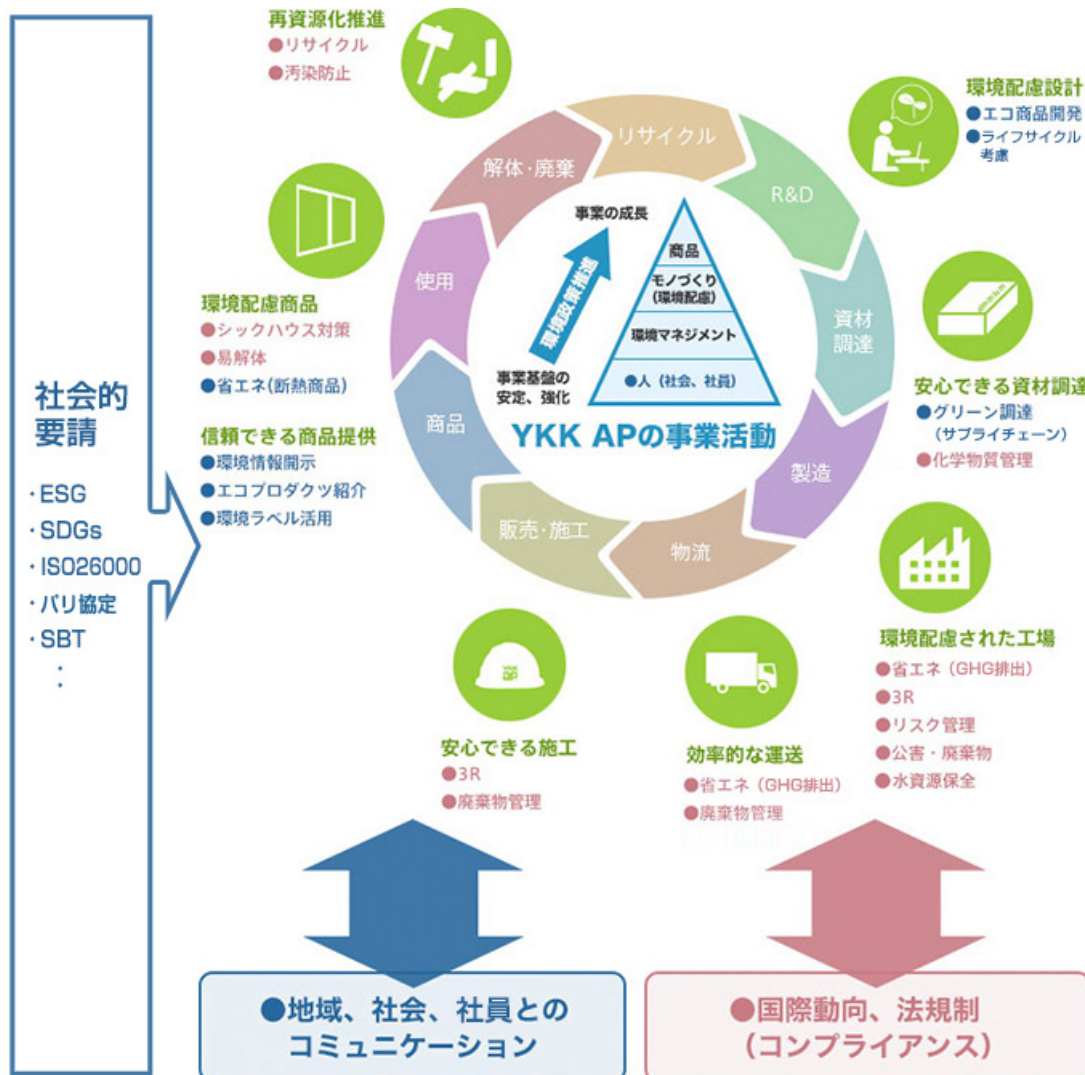 社会的
要請
・ESG
・SDGs
・ISO26000
・パリ協定
・SBT
：
再資源化推進
●リサイクル
●汚染防止
環境配慮設計
●エコ商品開発
●ライフサイクル
考慮
環境配慮商品
●シックハウス対策
●易解体
●省エネ(断熱商品)
信頼できる商品提供
●環境情報開示
●エコプロダクツ紹介
●環境ラベル活用
リサイクル
R&D
資材
調達
製造
物流
販売・施工
商品
使用
解体・廃棄
事業の成長
環境政策推進
事業基盤の
安定、強化
商品
モノづくり
(環境配慮)
環境マネジメント
●人（社会、社員）
YKK APの事業活動
安心できる資材調達
●グリーン調達
（サプライチェーン）
●化学物質管理
環境配慮された工場
●省エネ（GHG排出）
●3R
●リスク管理
●公害・廃棄物
●水資源保全
YKK
AP
安心できる施工
●3R
●廃棄物管理
効率的な運送
●省エネ（GHG排出）
●廃棄物管理
●地域、社会、社員との
コミュニケーション
●国際動向、法規制
（コンプライアンス）